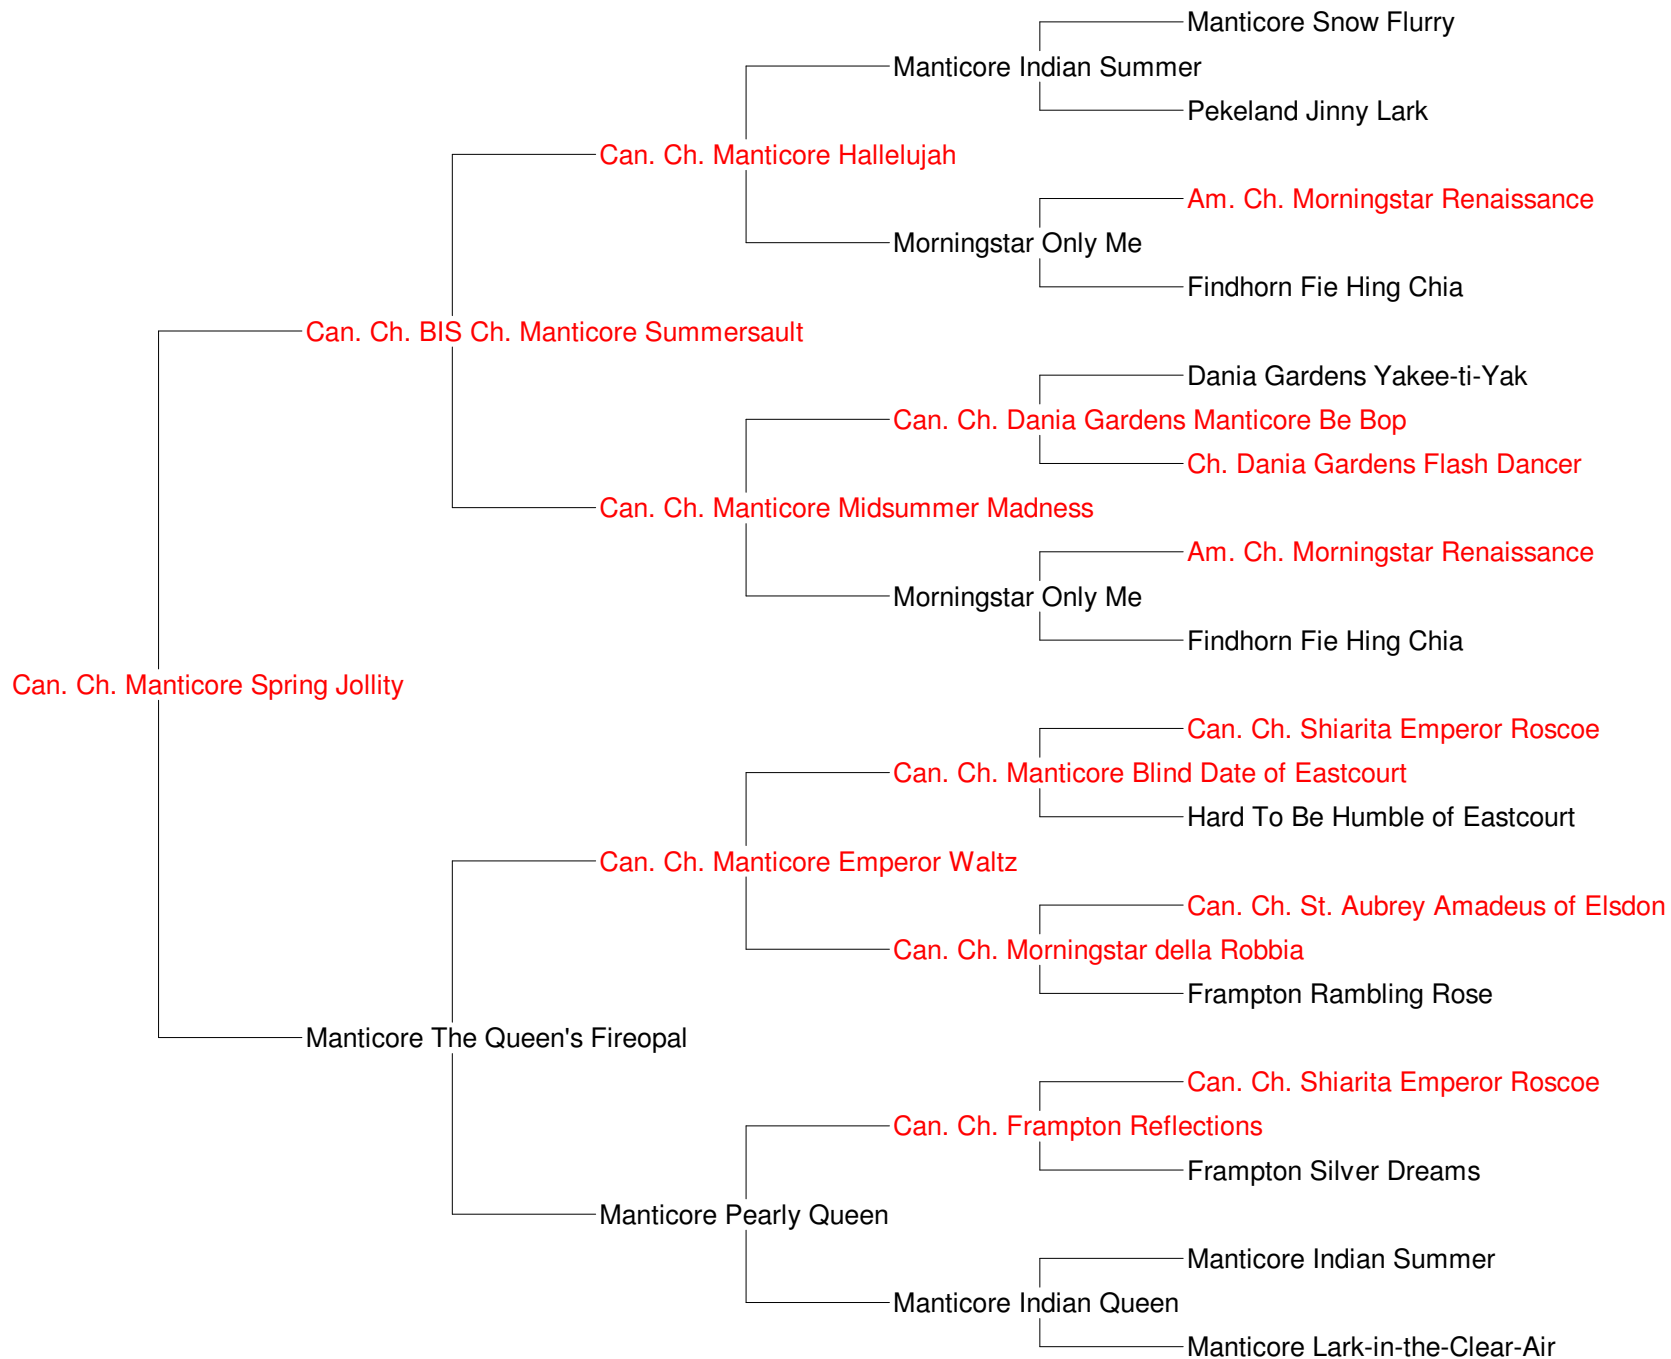 Manticore Snow Flurry
Manticore Indian Summer
Pekeland Jinny Lark
Can. Ch. Manticore Hallelujah
Am. Ch. Morningstar Renaissance
Morningstar Only Me
Findhorn Fie Hing Chia
Can. Ch. BIS Ch. Manticore Summersault
Dania Gardens Yakee-ti-Yak
Can. Ch. Dania Gardens Manticore Be Bop
Ch. Dania Gardens Flash Dancer
Can. Ch. Manticore Midsummer Madness
Am. Ch. Morningstar Renaissance
Morningstar Only Me
Findhorn Fie Hing Chia
Can. Ch. Manticore Spring Jollity
Can. Ch. Shiarita Emperor Roscoe
Can. Ch. Manticore Blind Date of Eastcourt
Hard To Be Humble of Eastcourt
Can. Ch. Manticore Emperor Waltz
Can. Ch. St. Aubrey Amadeus of Elsdon
Can. Ch. Morningstar della Robbia
Frampton Rambling Rose
Manticore The Queen's Fireopal
Can. Ch. Shiarita Emperor Roscoe
Can. Ch. Frampton Reflections
Frampton Silver Dreams
Manticore Pearly Queen
Manticore Indian Summer
Manticore Indian Queen
Manticore Lark-in-the-Clear-Air